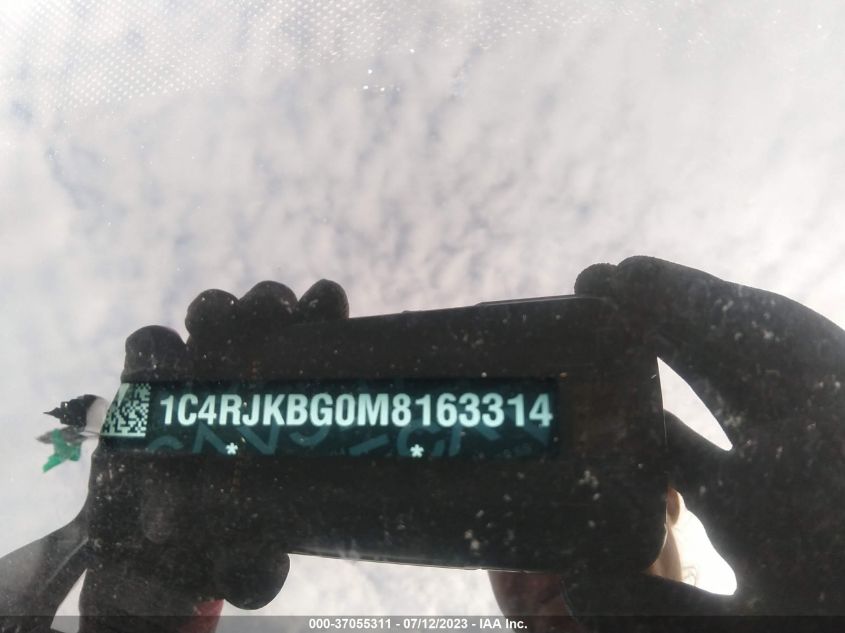 1C4RJKBG0M8163314
* *
000-37055311 - 07/12/2023 - IAA Inc.